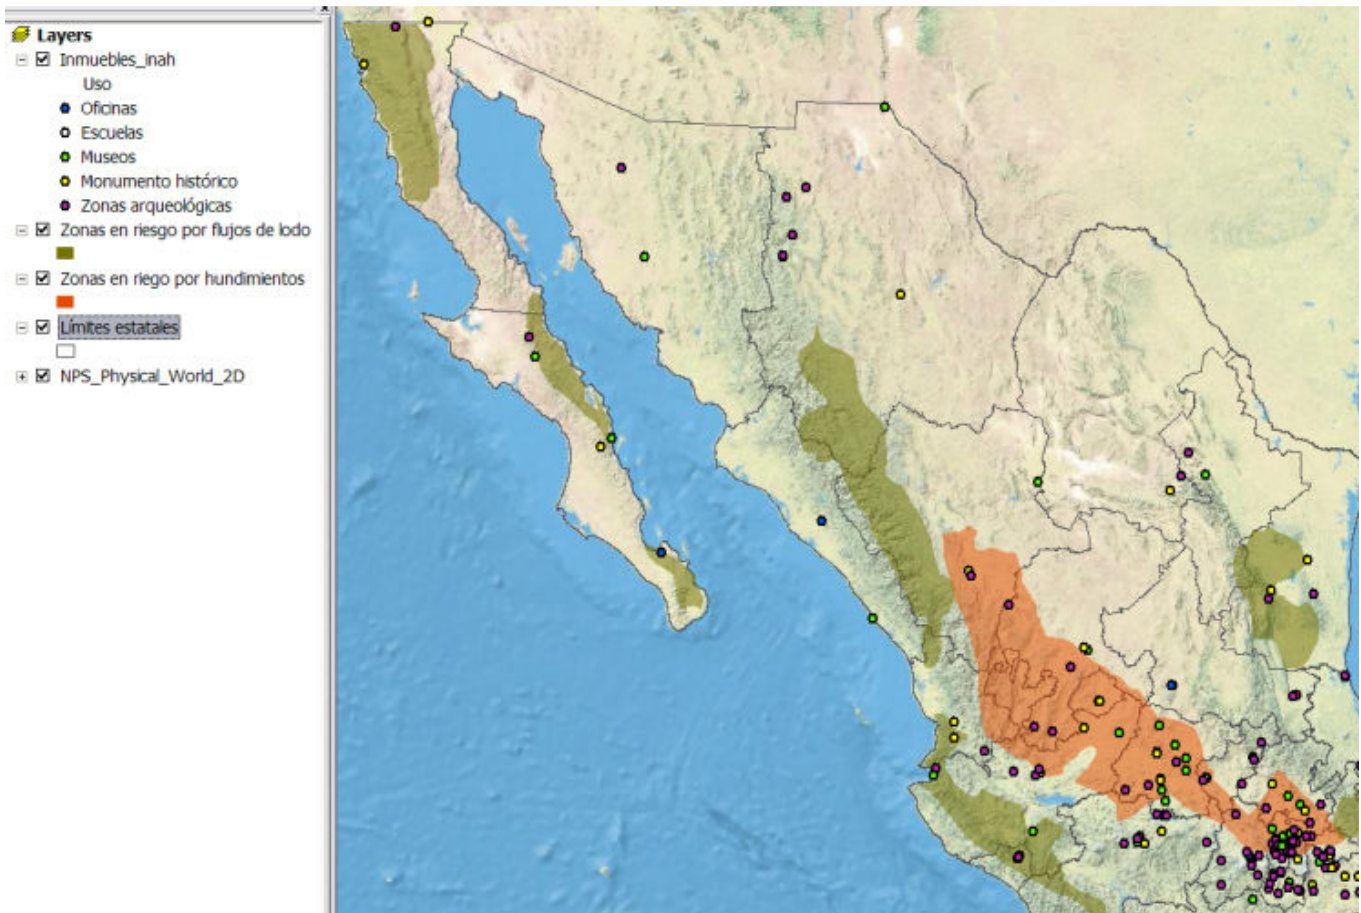 Layers
Inmuebles_inah
Uso
Oficinas
Escuelas
Museos
Monumento histórico
Zonas arqueológicas
Zonas en riesgo por flujos de lodo
Zonas en riego por hundimientos
Límites estatales
NPS_Physical_World_2D